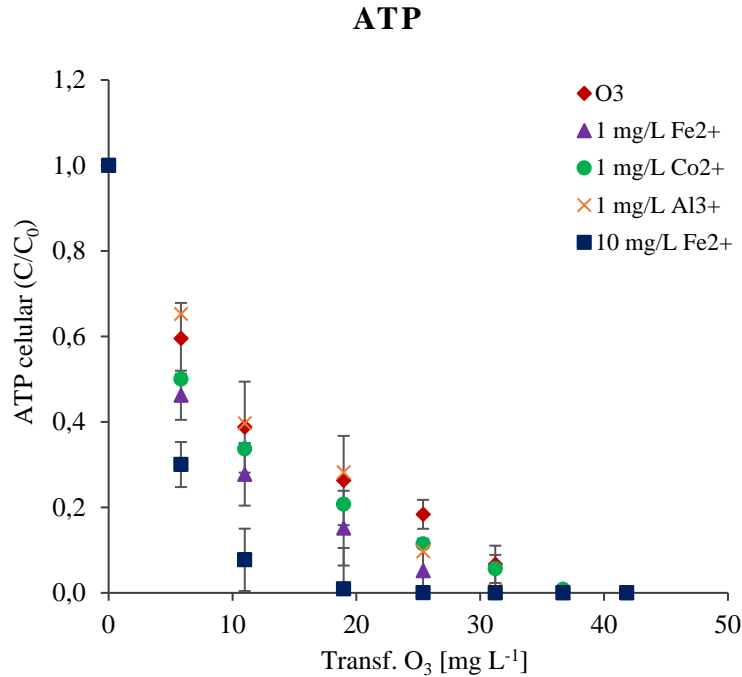 ATP
1,2
1,0
0,8
0,6
0,4
0,2
0,0
ATP celular (C/C₀)
O3
1 mg/L Fe2+
1 mg/L Co2+
1 mg/L Al3+
10 mg/L Fe2+
0 10 20 30 40 50
Transf. O₃ [mg L⁻¹]